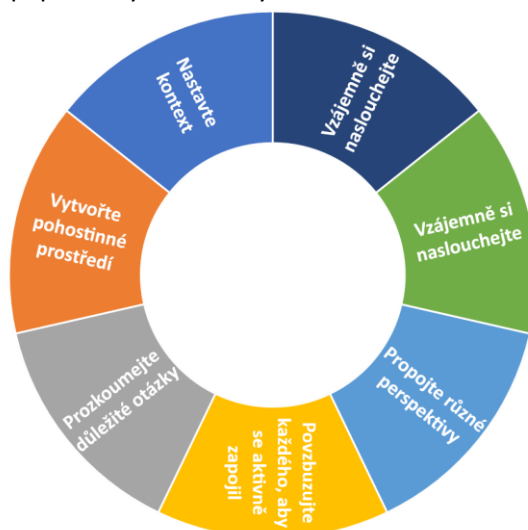 Vzájemně si
naslouchejte
Vzájemně si
naslouchejte
Propojte různé
perspektivy
Povzbuzujte
každého, aby
se aktivně
zapojil
Prozkoumejte
důležité otázky
Vytvořte
pohostinné
prostředí
Nastavte
kontext